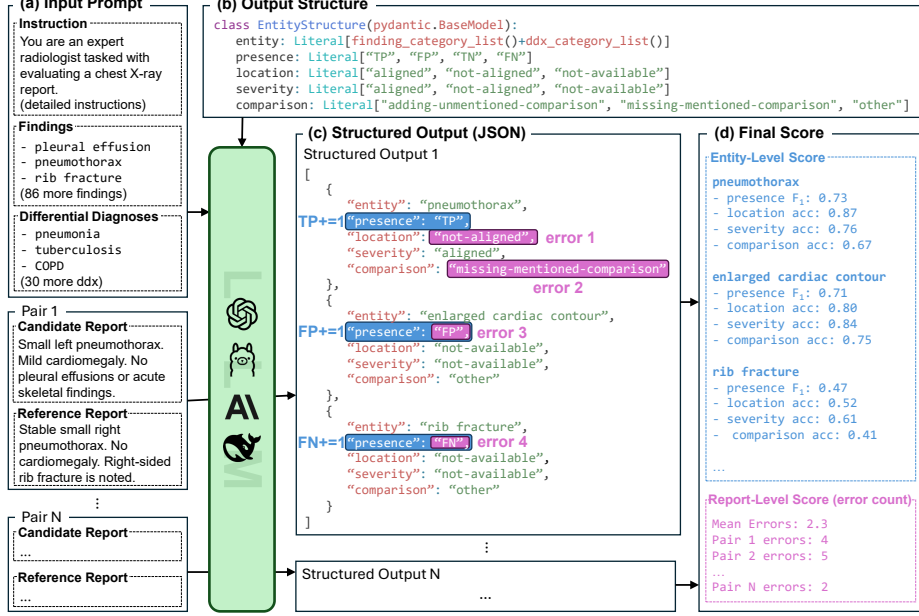 (a) Input Prompt
Instruction
You are an expert
radiologist tasked with
evaluating a chest X-ray
report.
(detailed instructions)
Findings
- pleural effusion
- pneumothorax
- rib fracture
(86 more findings)
Differential Diagnoses
- pneumonia
- tuberculosis
- COPD
(30 more ddx)
Pair 1
Candidate Report
Small left pneumothorax.
Mild cardiomegaly. No
pleural effusions or acute
skeletal findings.
Reference Report
Stable small right
pneumothorax. No
cardiomegaly. Right-sided
rib fracture is noted.
⋮
Pair N
Candidate Report
...
Reference Report
...
(b) Output Structure
class EntityStructure(pydantic.BaseModel):
entity: Literal[finding_category_list()+ddx_category_list()]
presence: Literal[“TP”, “FP”, “TN”, “FN”]
location: Literal[“aligned”, “not-aligned”, “not-available”]
severity: Literal[“aligned”, “not-aligned”, “not-available”]
comparison: Literal["adding-unmentioned-comparison", "missing-mentioned-comparison", "other"]
L
L
M
AI
(c) Structured Output (JSON)
Structured Output 1
[
{
“entity”: “pneumothorax”,
TP+=1 “presence”: “TP”,
“location”: “not-aligned”, error 1
“severity”: “aligned”,
“comparison”: “missing-mentioned-comparison”
error 2
},
{
“entity”: “enlarged cardiac contour”,
FP+=1 “presence”: “FP”, error 3
“location”: “not-available”,
“severity”: “not-available”,
“comparison”: “other”
},
{
“entity”: “rib fracture”,
FN+=1 “presence”: “FN”, error 4
“location”: “not-available”,
“severity”: “not-available”,
“comparison”: “other”
}
]
⋮
Structured Output N
...
(d) Final Score
Entity-Level Score
pneumothorax
- presence F₁: 0.73
- location acc: 0.87
- severity acc: 0.76
- comparison acc: 0.67
enlarged cardiac contour
- presence F₁: 0.71
- location acc: 0.80
- severity acc: 0.84
- comparison acc: 0.75
rib fracture
- presence F₁: 0.47
- location acc: 0.52
- severity acc: 0.61
- comparison acc: 0.41
...
Report-Level Score (error count)
Mean Errors: 2.3
Pair 1 errors: 4
Pair 2 errors: 5
...
Pair N errors: 2